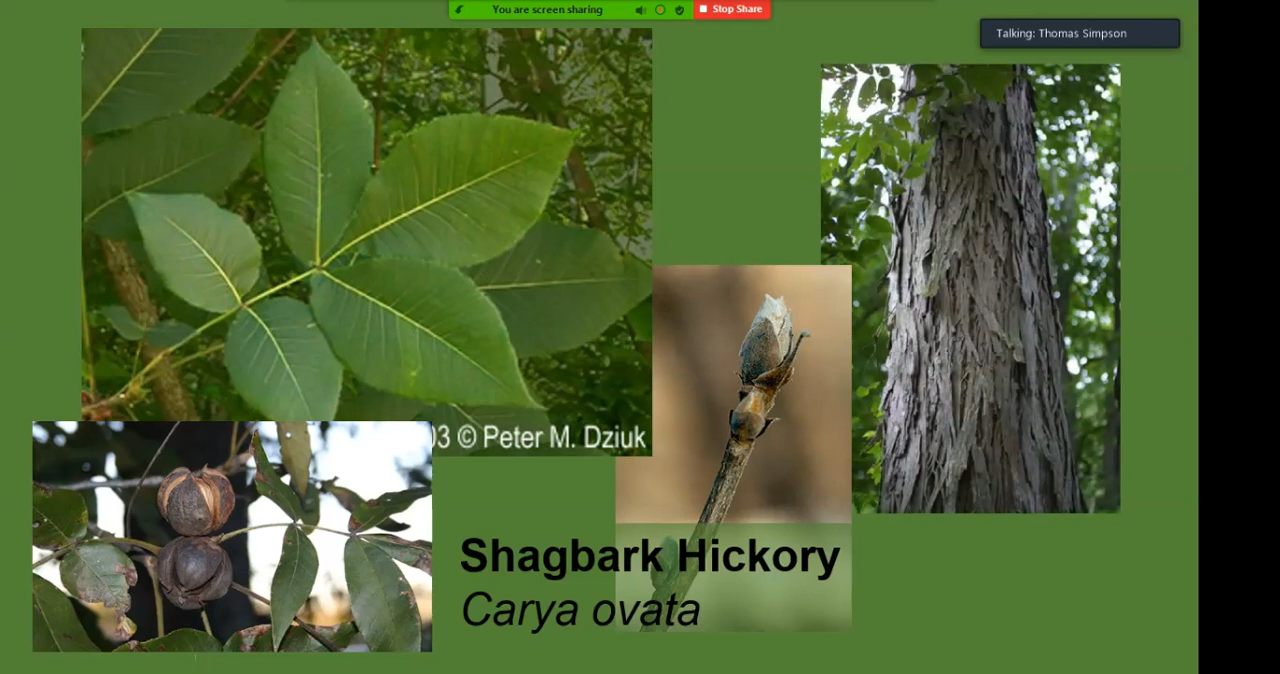 You are screen sharing
Stop Share
Talking: Thomas Simpson
03 © Peter M. Dziuk
Shagbark Hickory
Carya ovata